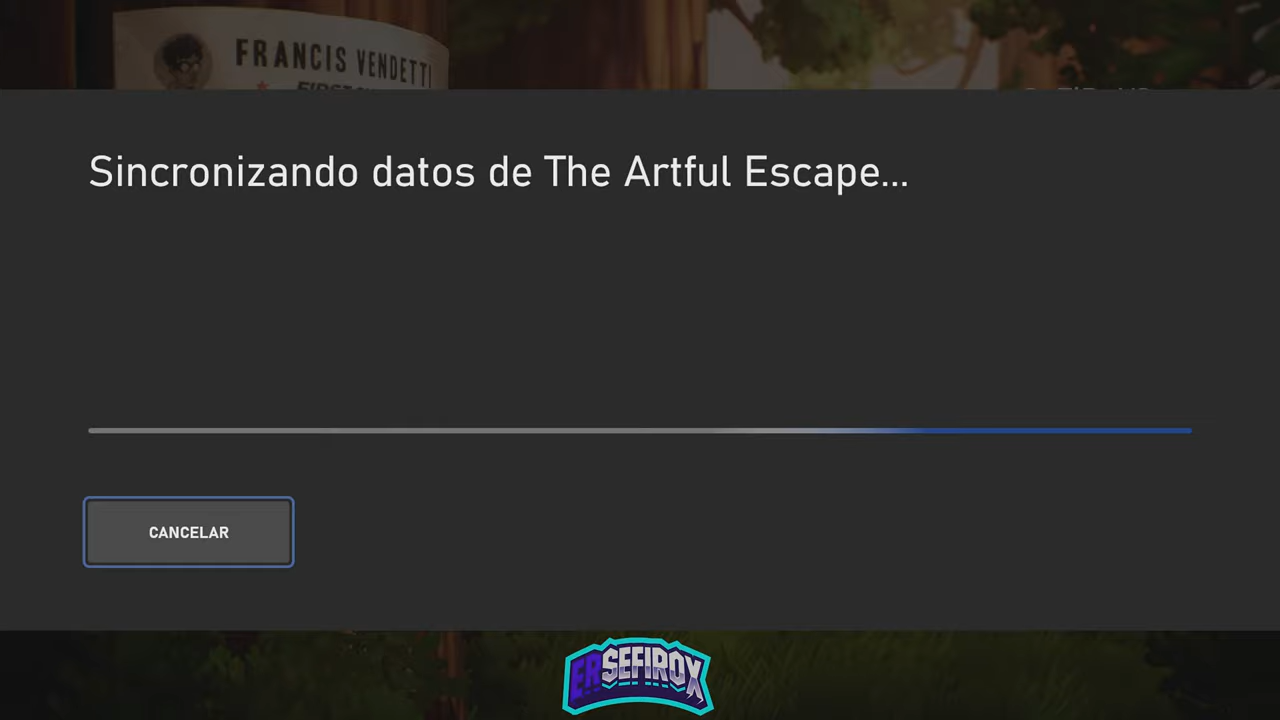 FRANCIS VENDETTI
Sincronizando datos de The Artful Escape...
CANCELAR
ERSEFIROX